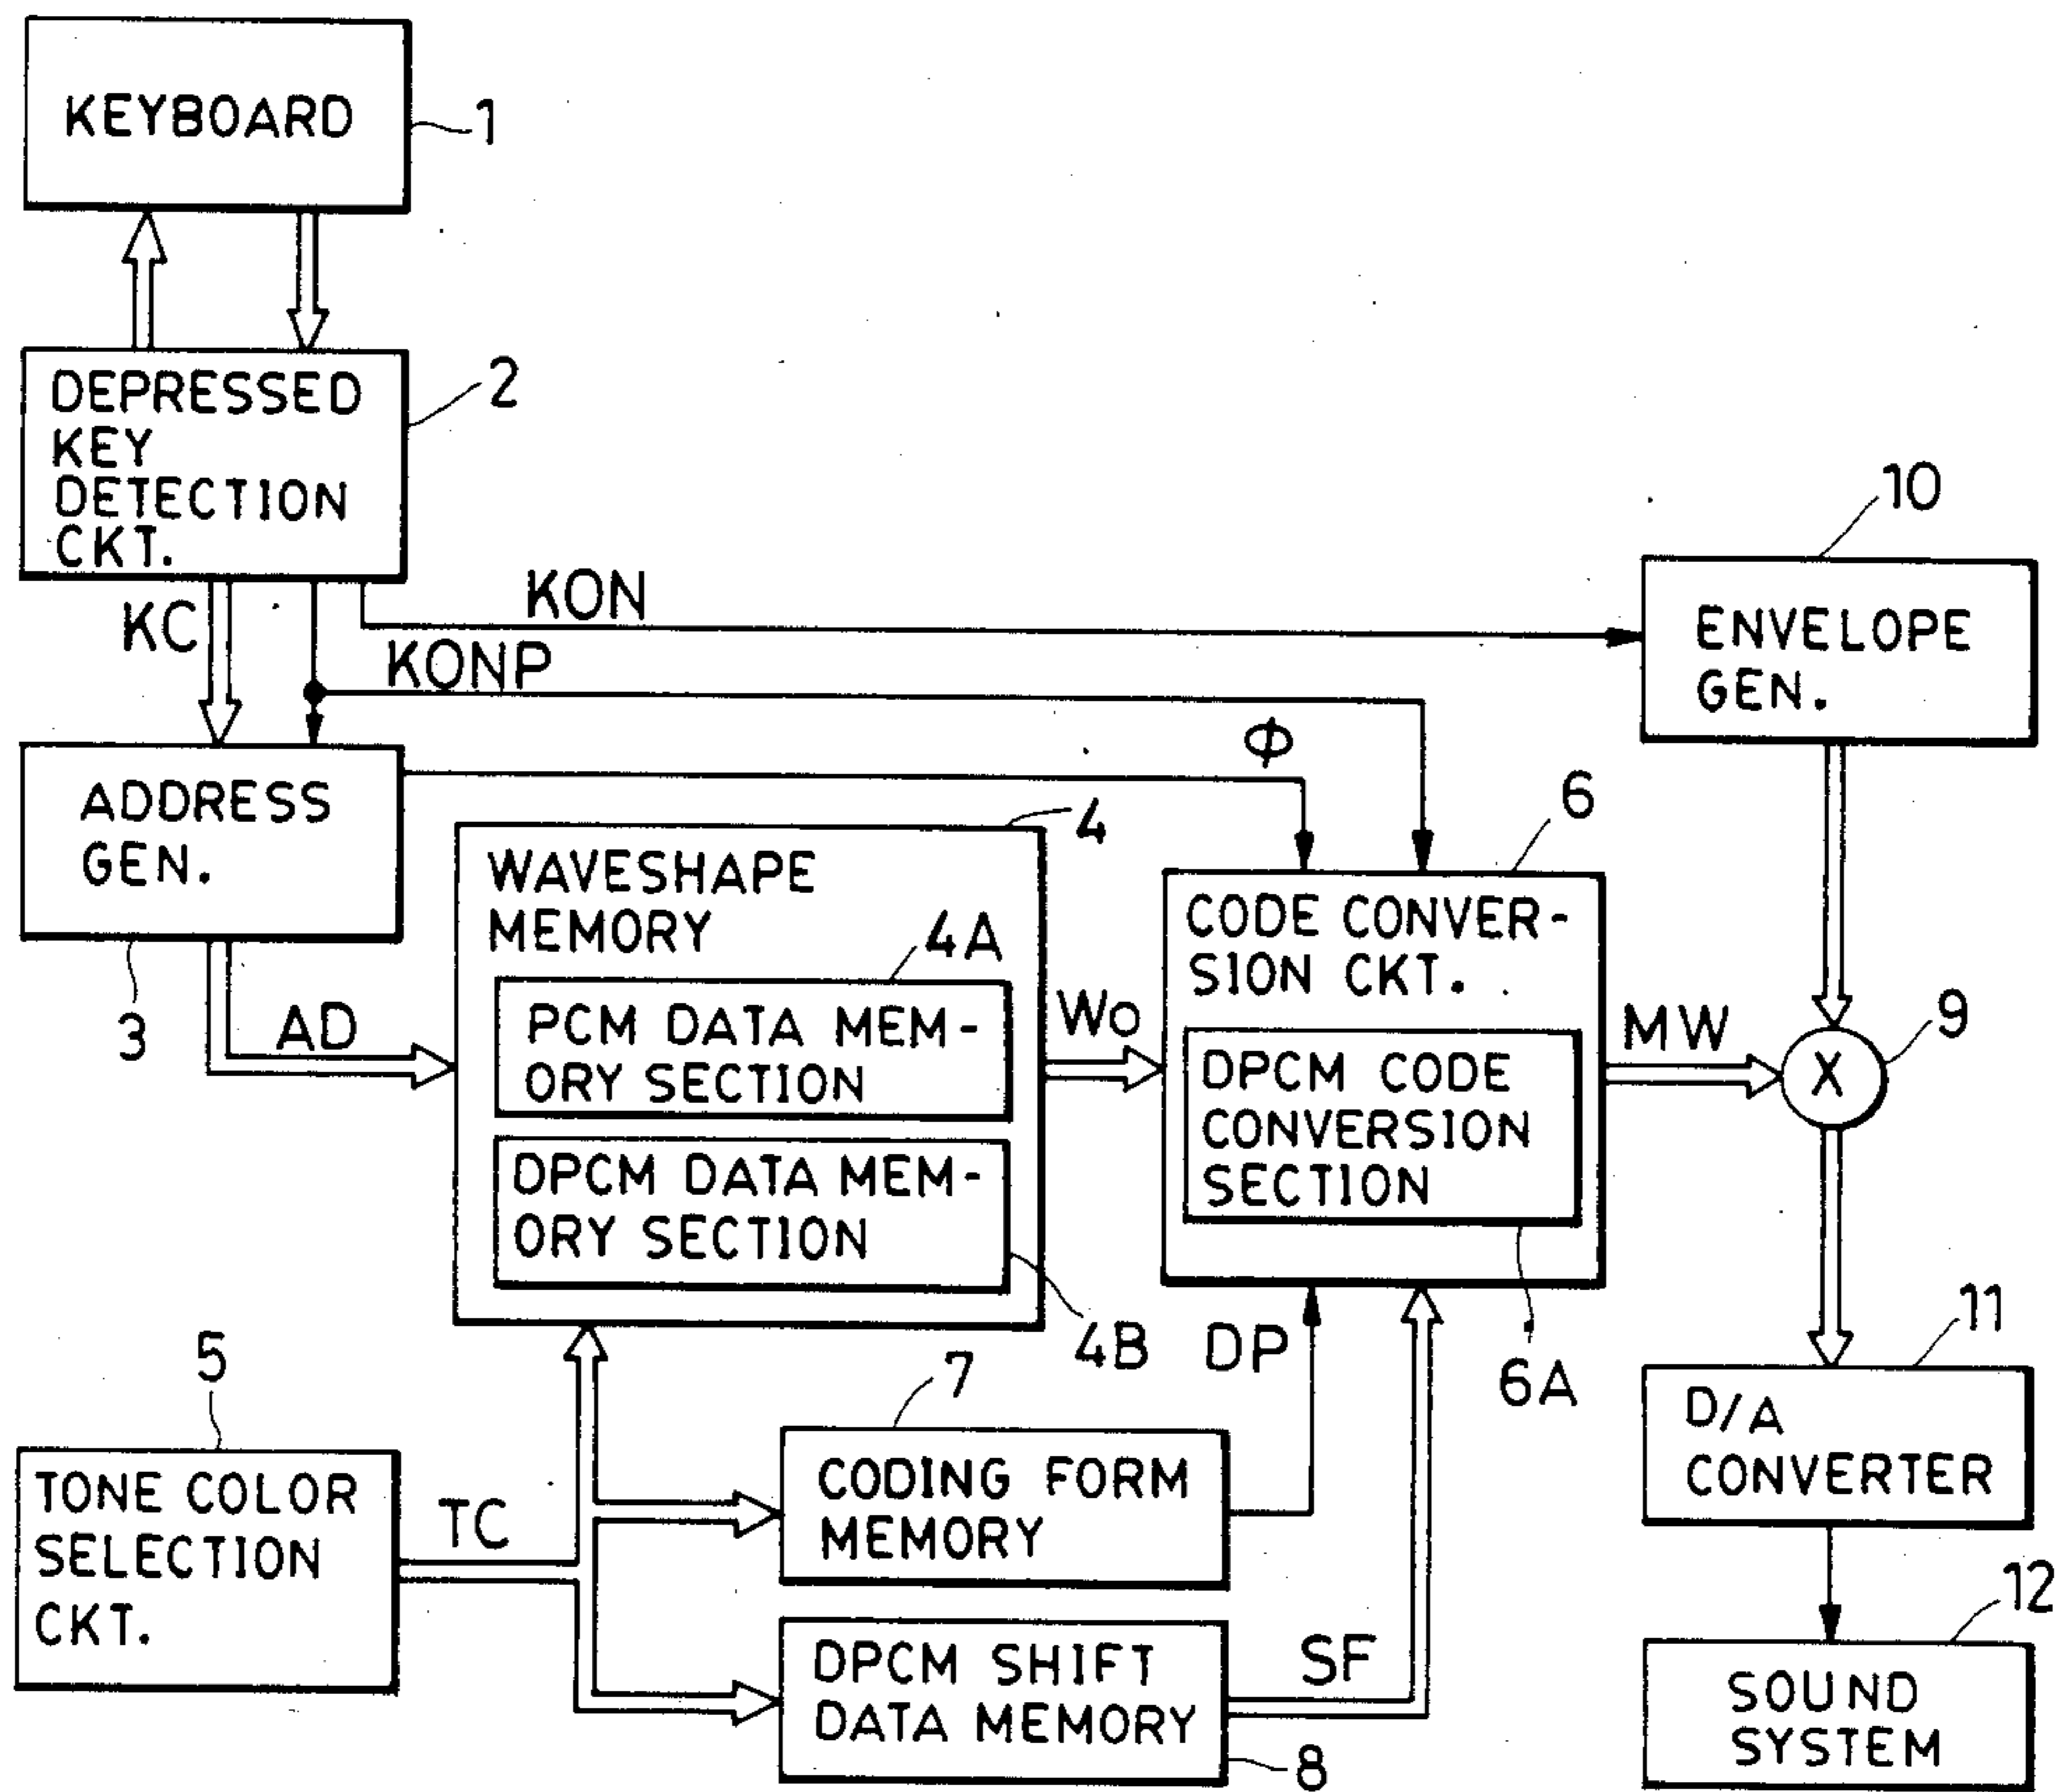 KEYBOARD
1
DEPRESSED
KEY
DETECTION
CKT.
2
KC
KON
KONP
10
ENVELOPE
GEN.
ϕ
ADDRESS
GEN.
3
AD
4
WAVESHAPE
MEMORY
4A
PCM DATA MEM-
ORY SECTION
DPCM DATA MEM-
ORY SECTION
4B
Wo
6
CODE CONVER-
SION CKT.
DPCM CODE
CONVERSION
SECTION
6A
MW
9
X
5
TONE COLOR
SELECTION
CKT.
TC
7
CODING FORM
MEMORY
DP
DPCM SHIFT
DATA MEMORY
8
SF
11
D/A
CONVERTER
12
SOUND
SYSTEM